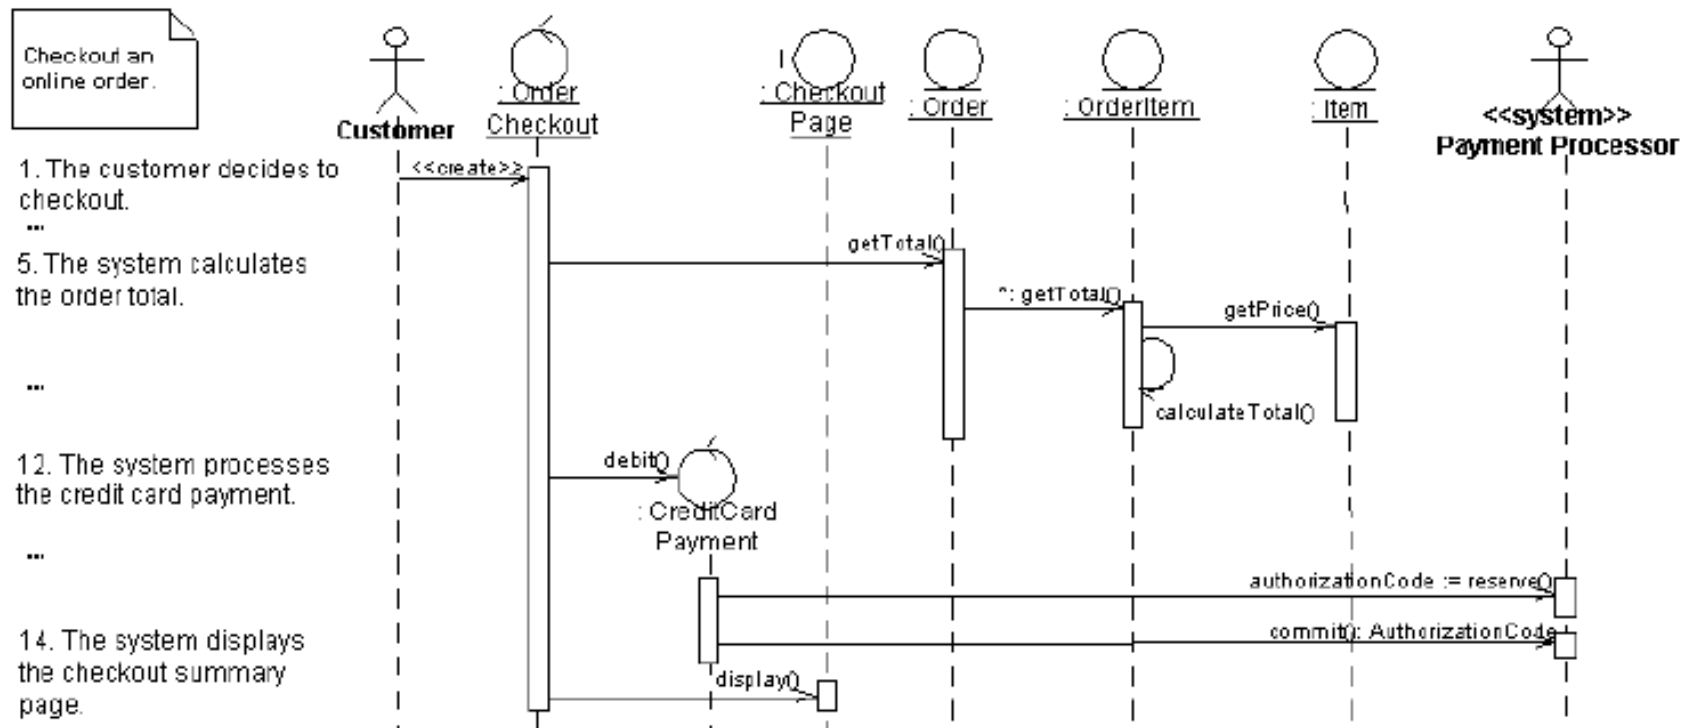 Checkout an
online order.
Customer
: Order
Checkout
: Checkout
Page
: Order
: OrderItem
: Item
<<system>>
Payment Processor
1. The customer decides to
checkout.
...
<<create>>
5. The system calculates
the order total.
getTotal()
*: getTotal()
getPrice()
calculateTotal()
...
12. The system processes
the credit card payment.
debit()
: CreditCard
Payment
...
authorizationCode := reserve()
commit(): AuthorizationCode
14. The system displays
the checkout summary
page.
display()